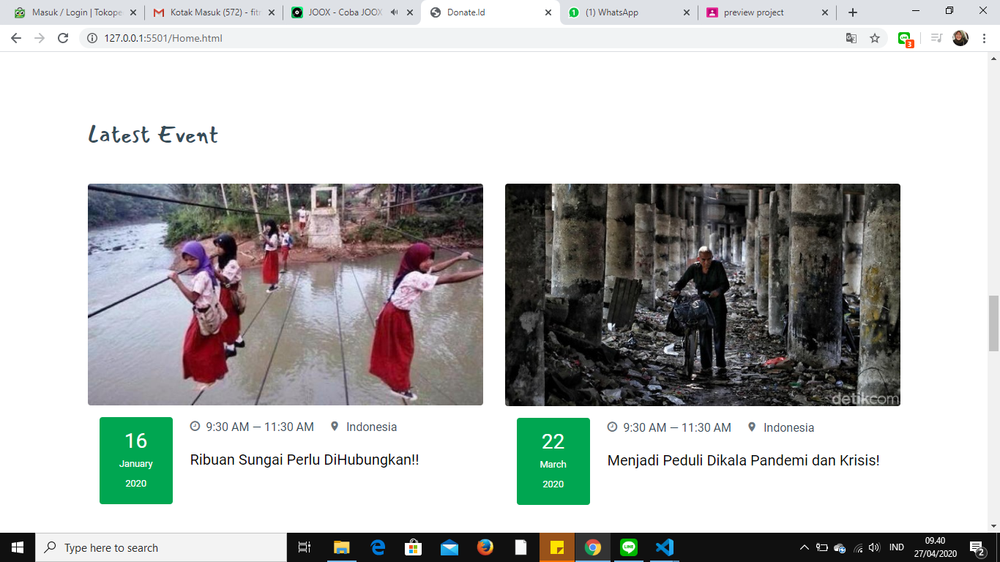 Masuk / Login | Tokope
Kotak Masuk (572) - fitr
JOOX - Coba JOOX
Donate.Id
(1) WhatsApp
preview project
127.0.0.1:5501/Home.html
3
Latest Event
detikcom
16
January
2020
9:30 AM — 11:30 AM
Indonesia
Ribuan Sungai Perlu DiHubungkan!!
22
March
2020
9:30 AM — 11:30 AM
Indonesia
Menjadi Peduli Dikala Pandemi dan Krisis!
Type here to search
IND
09.40
27/04/2020
2